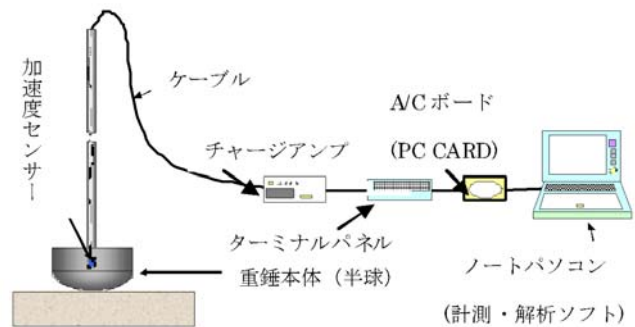 加速度センサー
ケーブル
A/Cボード
(PC CARD)
チャージアンプ
ターミナルパネル
重錘本体（半球）
ノートパソコン
(計測・解析ソフト)